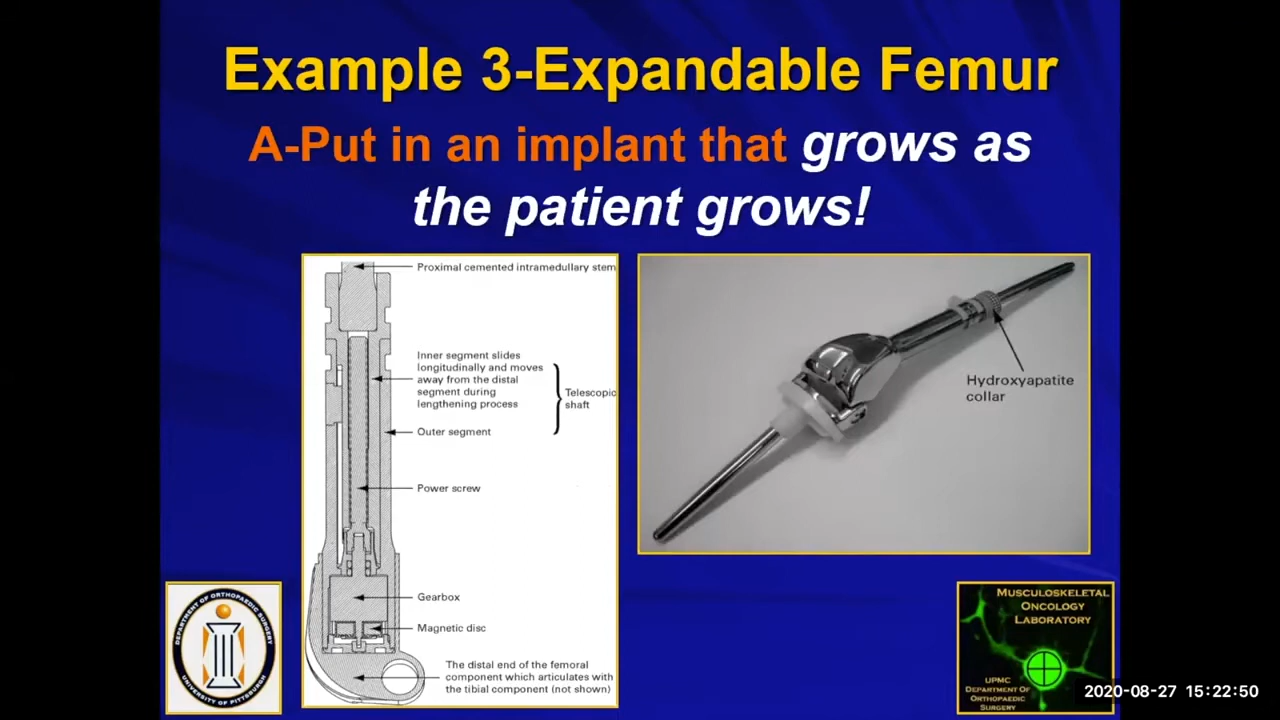 Example 3-Expandable Femur
A-Put in an implant that grows as
the patient grows!
Proximal cemented intramedullary stem
Inner segment slides
longitudinally and moves
away from the distal
segment during
lengthening process
Telescopic
shaft
Outer segment
Power screw
Gearbox
Magnetic disc
The distal end of the femoral
component which articulates with
the tibial component (not shown)
Hydroxyapatite
collar
DEPARTMENT OF ORTHOPAEDIC SURGERY
UNIVERSITY OF PITTSBURGH
MUSCULOSKELETAL
ONCOLOGY
LABORATORY
UPMC
DEPARTMENT OF
ORTHOPAEDIC
SURGERY
2020-08-27 15:22:50